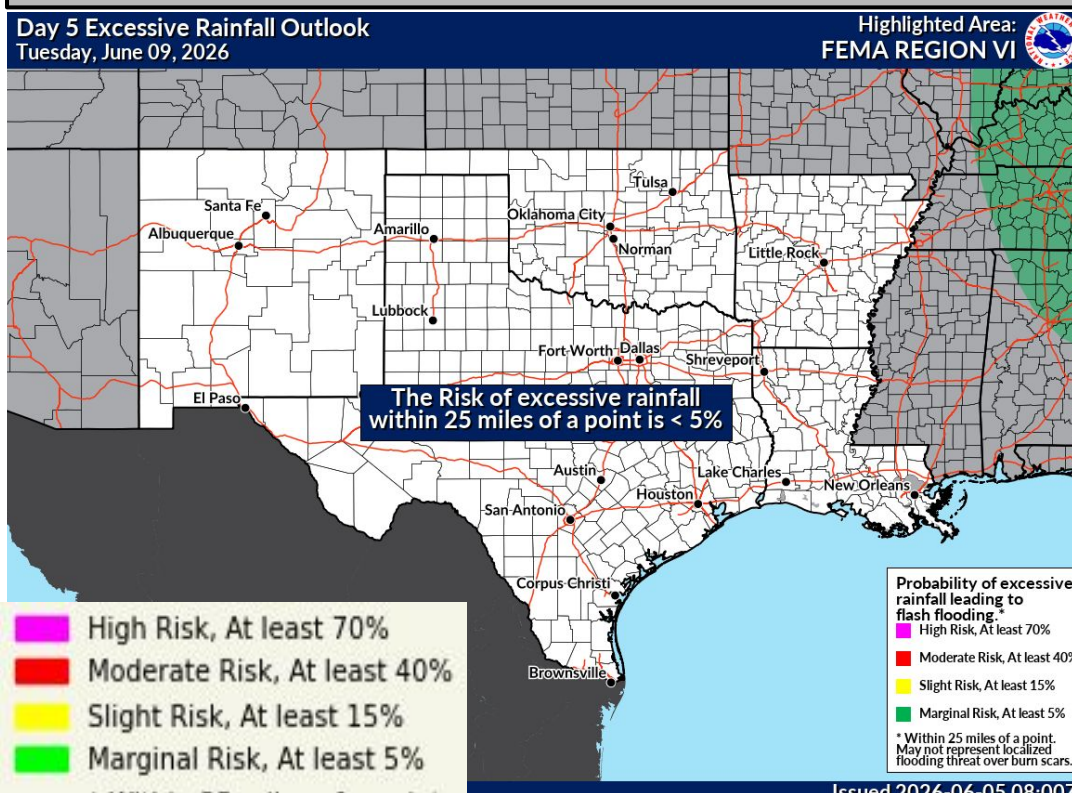 Day 5 Excessive Rainfall Outlook
Tuesday, June 09, 2026
Highlighted Area:
FEMA REGION VI
Tulsa
Santa Fe
Oklahoma City
Albuquerque
Amarillo
Norman
Little Rock
Lubbock
Fort Worth
Dallas
Shreveport
El Paso
The Risk of excessive rainfall
within 25 miles of a point is < 5%
Austin
Lake Charles
New Orleans
Houston
San Antonio
Corpus Christi
Brownsville
Probability of excessive
rainfall leading to
flash flooding.*
High Risk, At least 70%
Moderate Risk, At least 40%
Slight Risk, At least 15%
Marginal Risk, At least 5%
* Within 25 miles of a point.
May not represent localized
flooding threat over burn scars.
High Risk, At least 70%
Moderate Risk, At least 40%
Slight Risk, At least 15%
Marginal Risk, At least 5%
Issued 2026-06-05 08:00Z